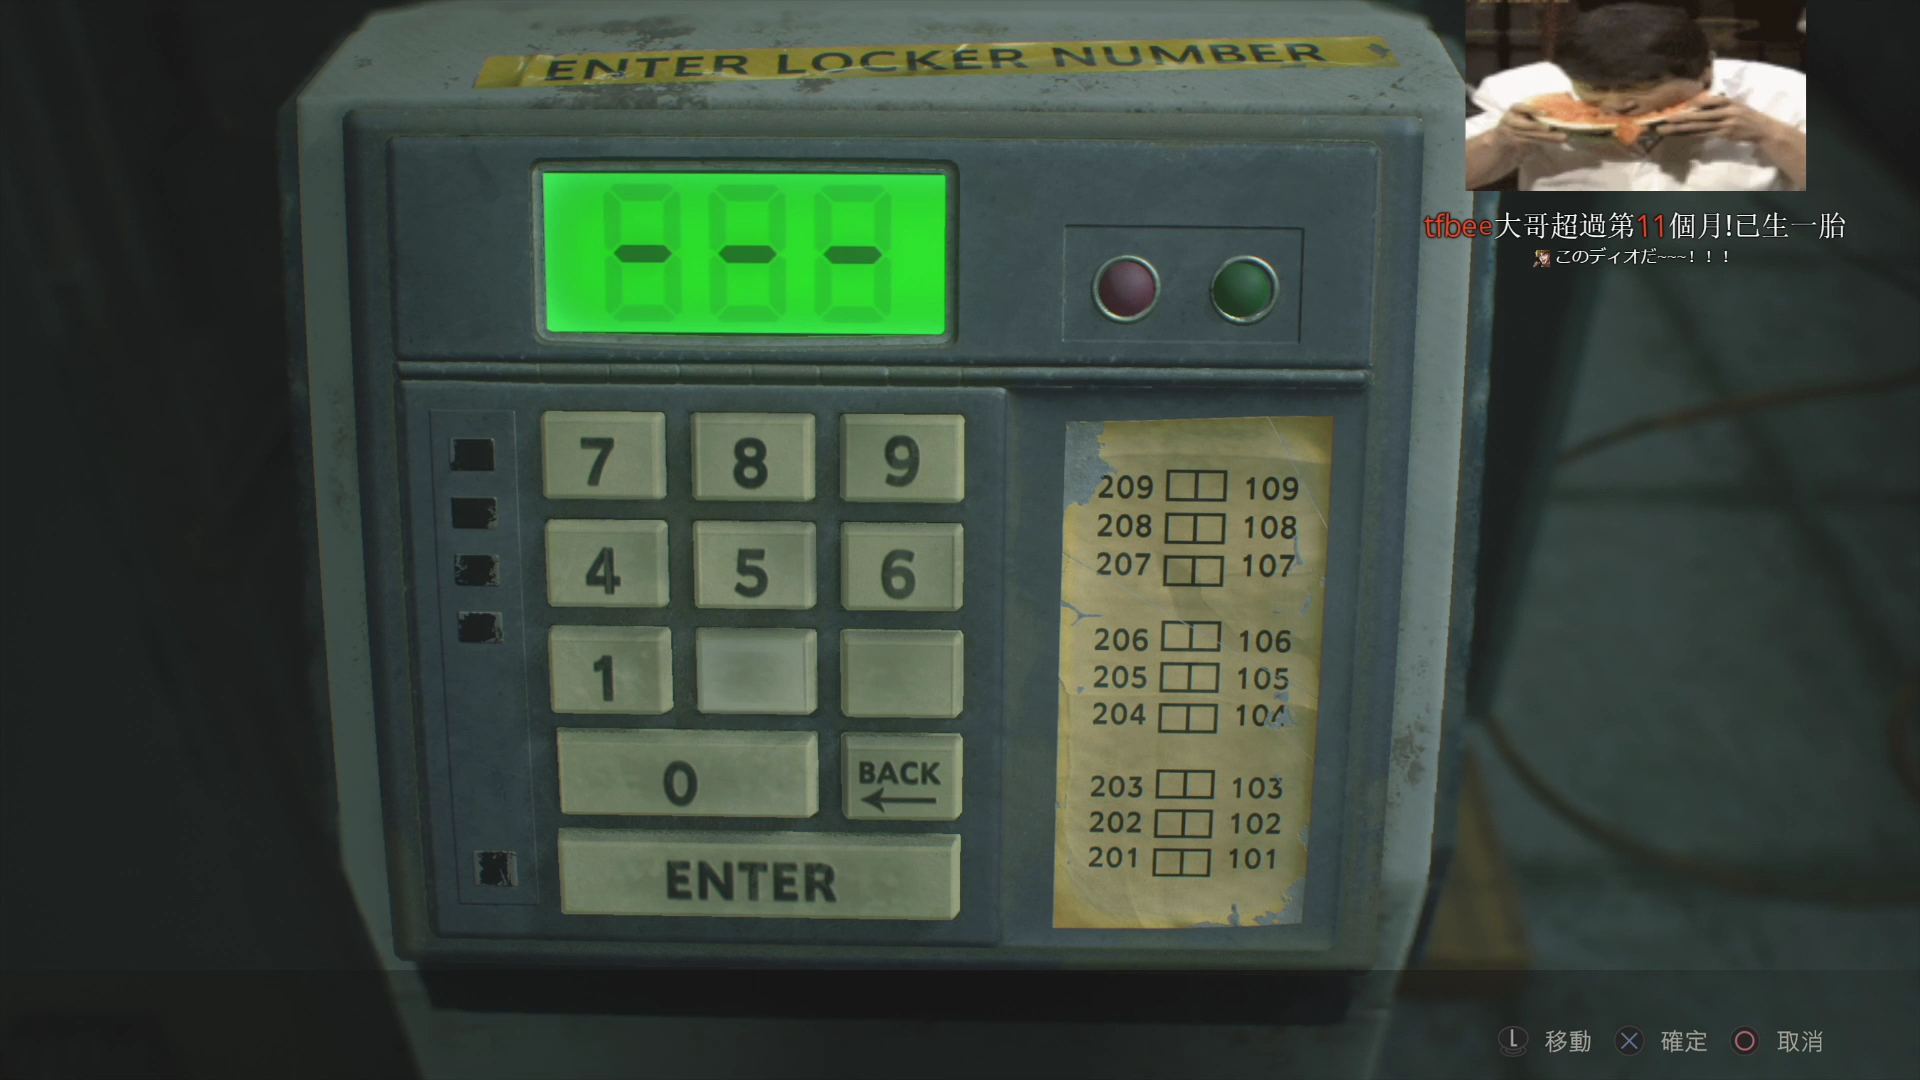 ENTER LOCKER NUMBER
tfbee大哥超過第11個月!已生一胎
このディオだ~~~！！！
7 8 9
4 5 6
1
0 BACK
ENTER
209 109
208 108
207 107
206 106
205 105
204 104
203 103
202 102
201 101
L 移動 確定 取消